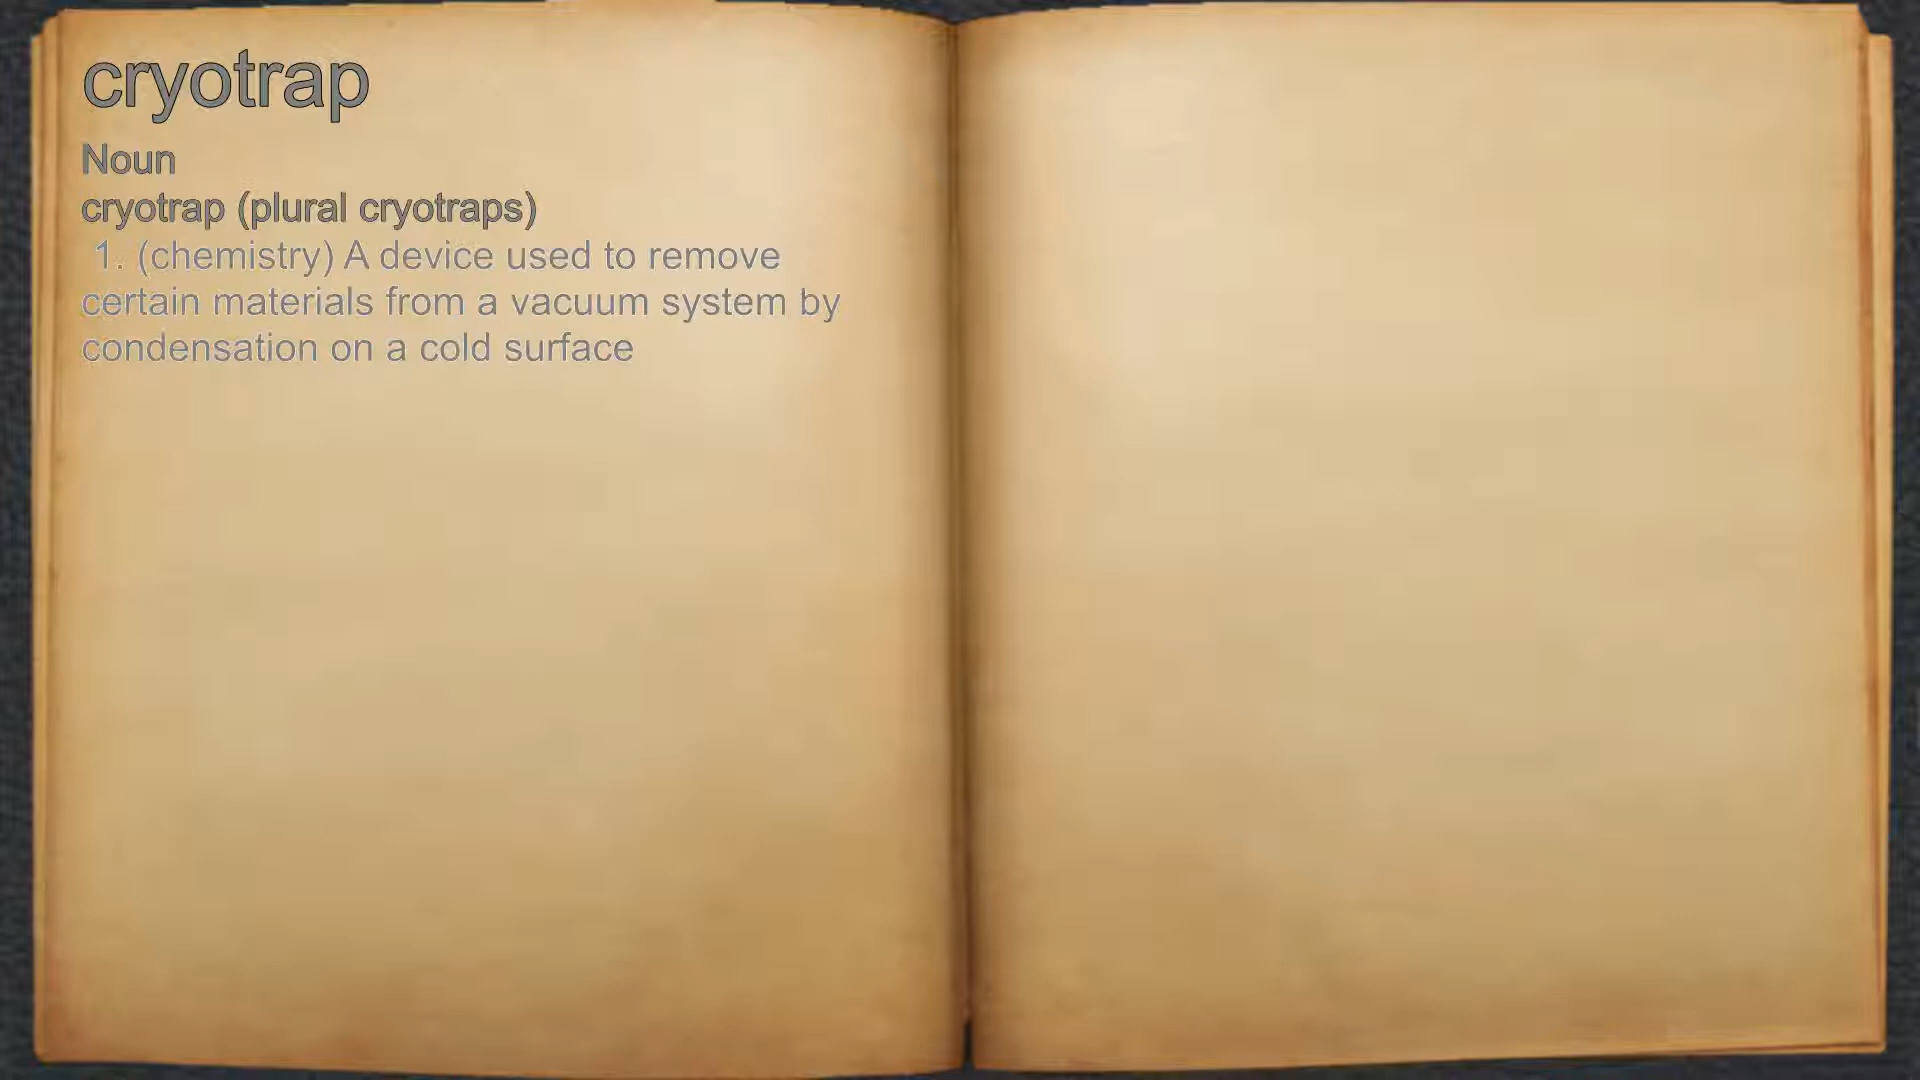 cryotrap
Noun
cryotrap (plural cryotraps)
1. (chemistry) A device used to remove
certain materials from a vacuum system by
condensation on a cold surface